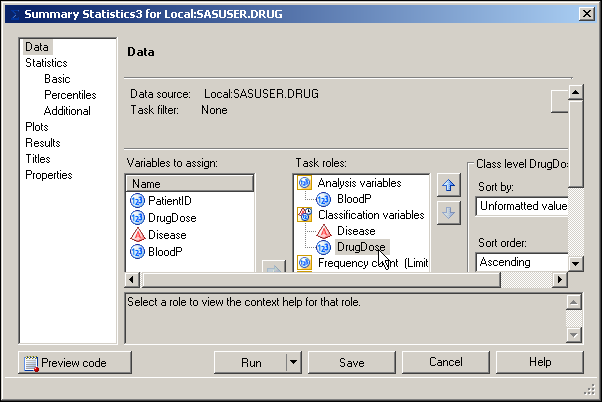 Summary Statistics3 for Local:SASUSER.DRUG
Data
Statistics
Basic
Percentiles
Additional
Plots
Results
Titles
Properties
Data
Data source: Local:SASUSER.DRUG
Task filter: None
Variables to assign:
Name
PatientID
DrugDose
Disease
BloodP
Task roles:
Analysis variables
BloodP
Classification variables
Disease
DrugDose
Frequency count (Limit
Class level DrugDos
Sort by:
Unformatted value
Sort order:
Ascending
Select a role to view the context help for that role.
Preview code
Run
Save
Cancel
Help